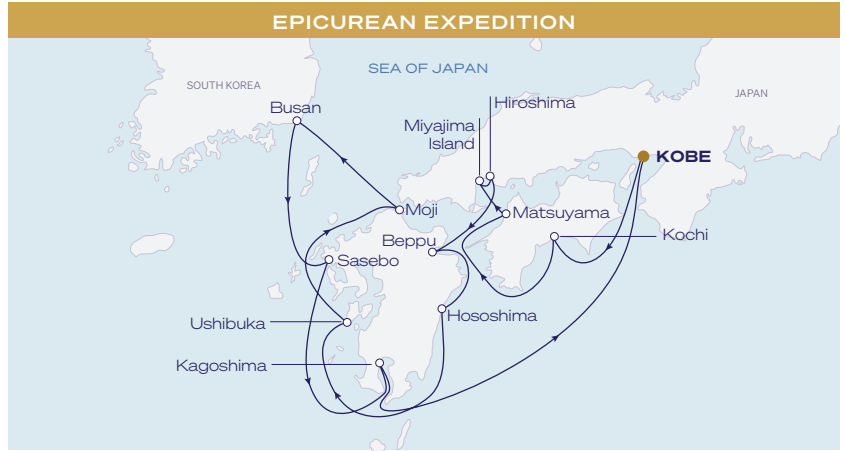 EPICUREAN EXPEDITION
SEA OF JAPAN
SOUTH KOREA
JAPAN
Busan
Hiroshima
Miyajima
Island
KOBE
Moji
Matsuyama
Beppu
Kochi
Sasebo
Hososhima
Ushibuka
Kagoshima